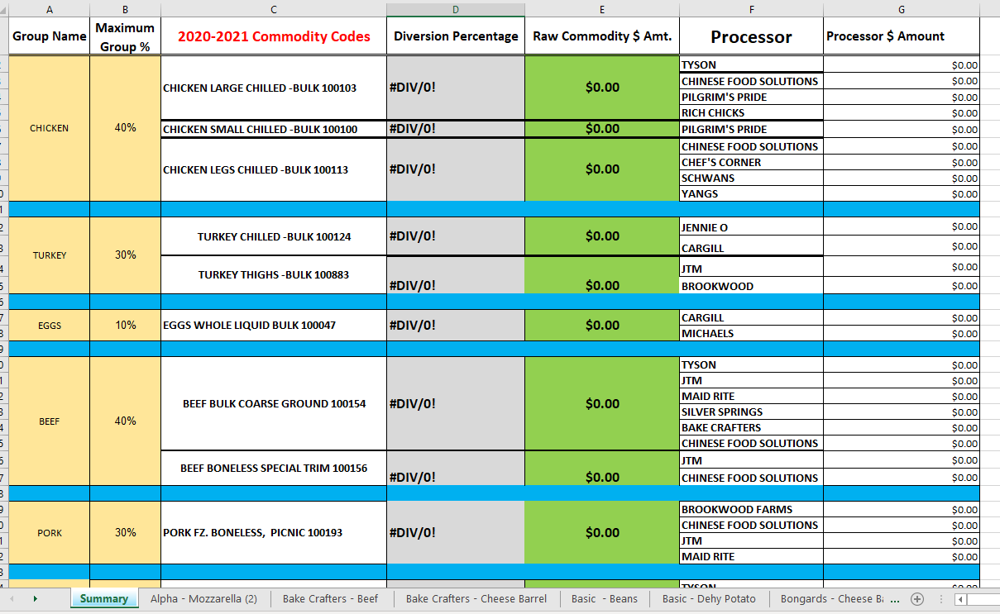 A B C D E F G
Group Name Maximum Group % 2020-2021 Commodity Codes Diversion Percentage Raw Commodity $ Amt. Processor Processor $ Amount
CHICKEN 40% CHICKEN LARGE CHILLED -BULK 100103 #DIV/0! $0.00 TYSON $0.00
CHINESE FOOD SOLUTIONS $0.00
PILGRIM'S PRIDE $0.00
RICH CHICKS $0.00
CHICKEN SMALL CHILLED -BULK 100100 #DIV/0! $0.00 PILGRIM'S PRIDE $0.00
CHICKEN LEGS CHILLED -BULK 100113 #DIV/0! $0.00 CHINESE FOOD SOLUTIONS $0.00
CHEF'S CORNER $0.00
SCHWANS $0.00
YANGS $0.00
TURKEY 30% TURKEY CHILLED -BULK 100124 #DIV/0! $0.00 JENNIE O $0.00
CARGILL $0.00
TURKEY THIGHS -BULK 100883 #DIV/0! $0.00 JTM $0.00
BROOKWOOD $0.00
EGGS 10% EGGS WHOLE LIQUID BULK 100047 #DIV/0! $0.00 CARGILL $0.00
MICHAELS $0.00
BEEF 40% BEEF BULK COARSE GROUND 100154 #DIV/0! $0.00 TYSON $0.00
JTM $0.00
MAID RITE $0.00
SILVER SPRINGS $0.00
BAKE CRAFTERS $0.00
CHINESE FOOD SOLUTIONS $0.00
BEEF BONELESS SPECIAL TRIM 100156 #DIV/0! $0.00 JTM $0.00
CHINESE FOOD SOLUTIONS $0.00
PORK 30% PORK FZ. BONELESS, PICNIC 100193 #DIV/0! $0.00 BROOKWOOD FARMS $0.00
CHINESE FOOD SOLUTIONS $0.00
JTM $0.00
MAID RITE $0.00
TYSON $0.00
Summary Alpha - Mozzarella (2) Bake Crafters - Beef Bake Crafters - Cheese Barrel Basic - Beans Basic - Dehy Potato Bongards - Cheese Ba ...